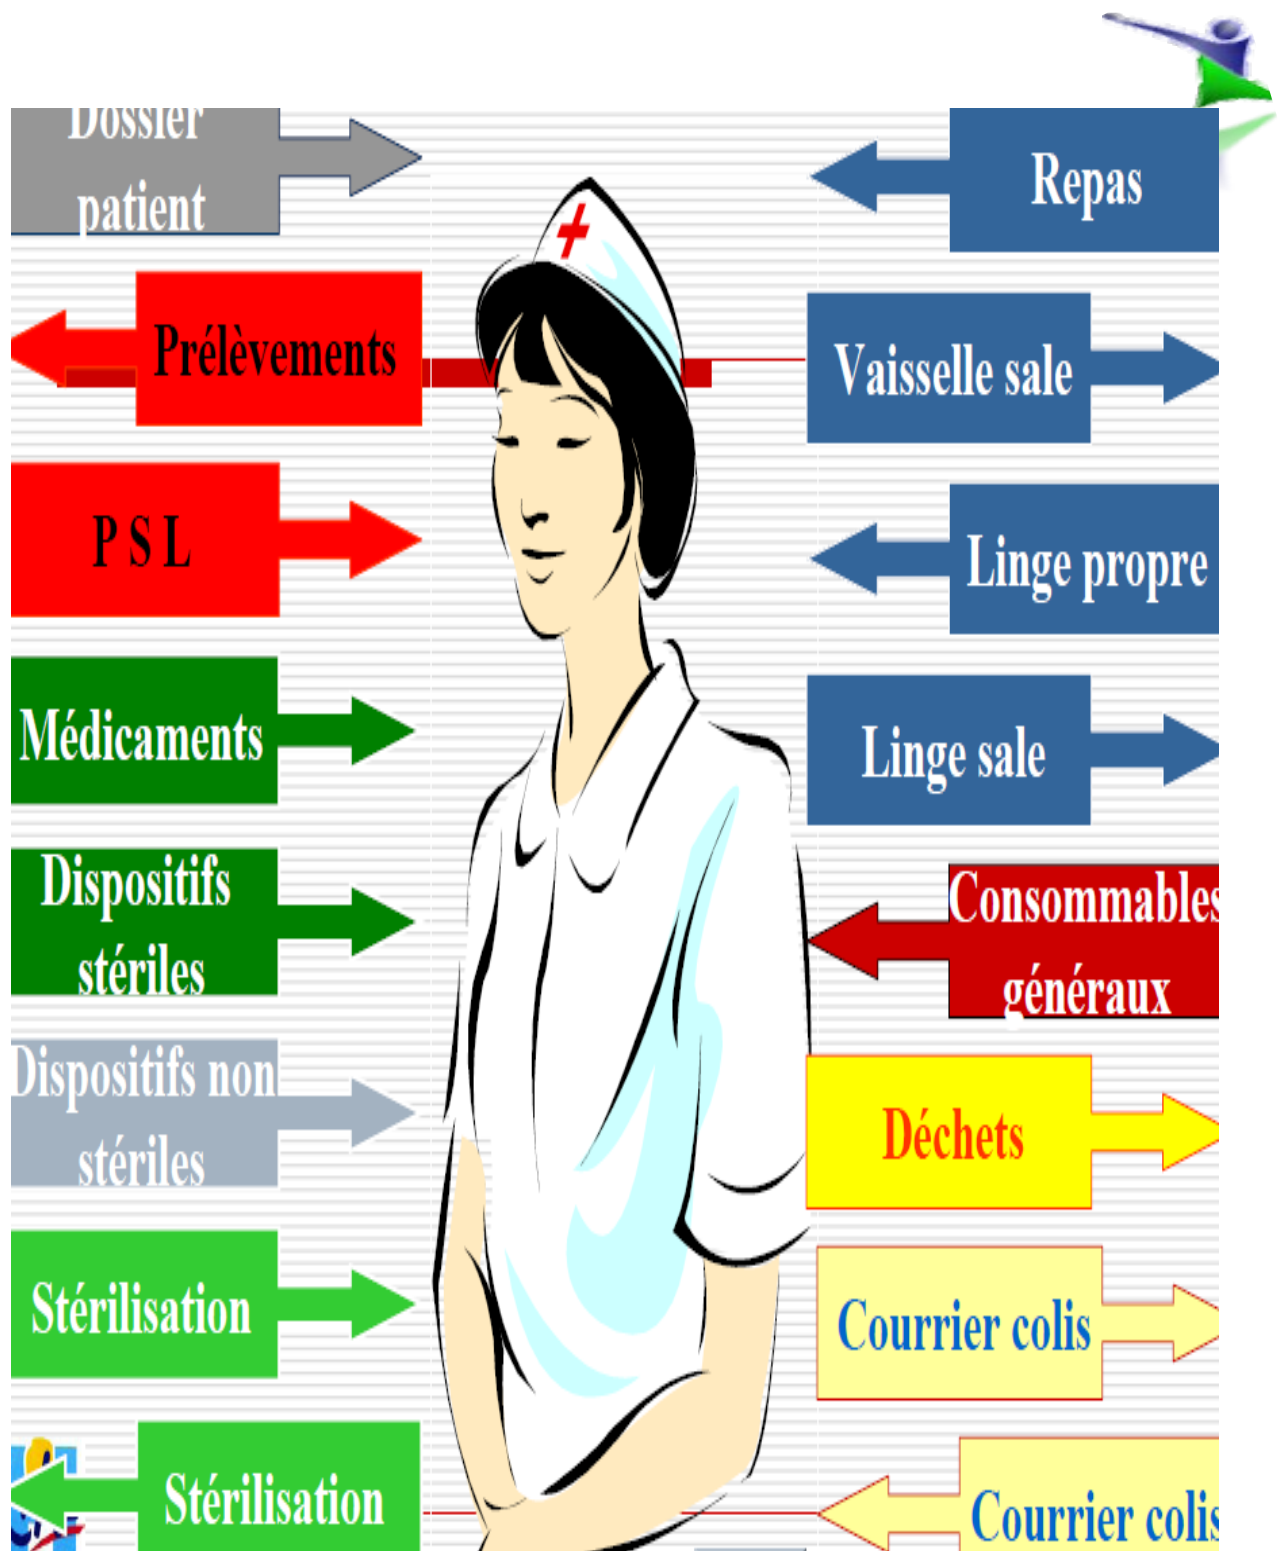 Dossier
patient
Prélèvements
P S L
Médicaments
Dispositifs
stériles
Dispositifs non
stériles
Stérilisation
Stérilisation
Repas
Vaisselle sale
Linge propre
Linge sale
Consommables
généraux
Déchets
Courrier colis
Courrier colis